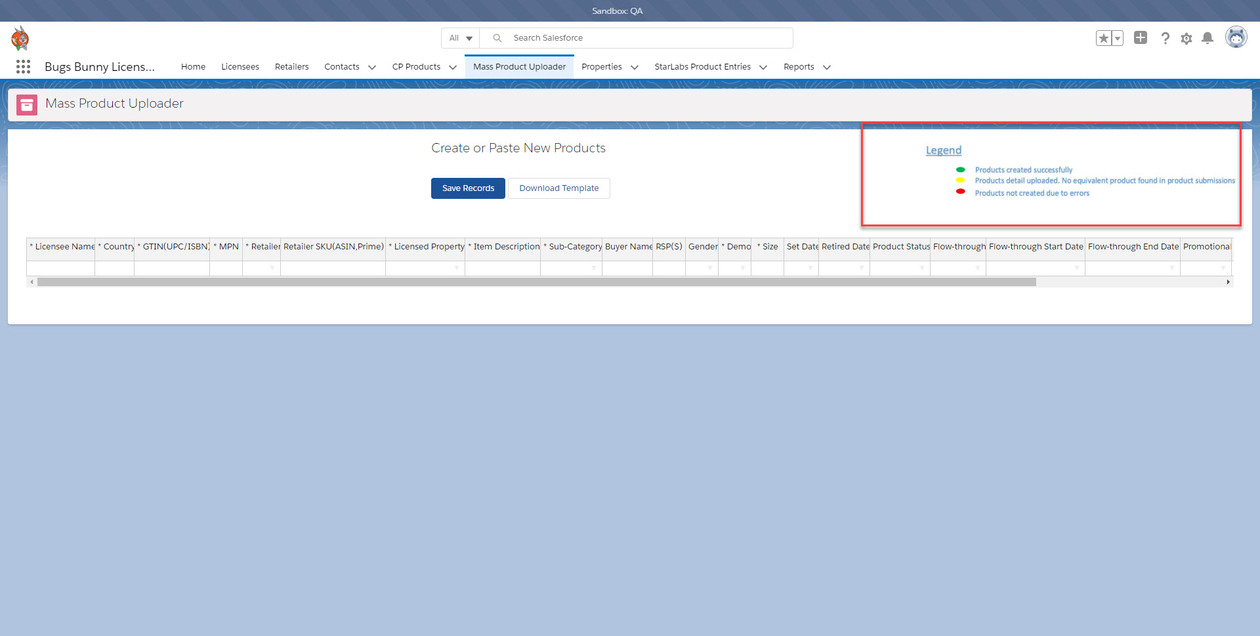 Sandbox: QA
All Search Salesforce
Bugs Bunny Licens... Home Licensees Retailers Contacts CP Products Mass Product Uploader Properties StarLabs Product Entries Reports
Mass Product Uploader
Create or Paste New Products
Save Records Download Template
Legend
Products created successfully
Products detail uploaded. No equivalent product found in product submissions
Products not created due to errors
* Licensee Name * Country * GTIN(UPC/ISBN) * MPN * Retailer Retailer SKU(ASIN,Prime) * Licensed Property * Item Description * Sub-Category Buyer Name RSP(S) Gender * Demo * Size Set Date Retired Date Product Status Flow-through Flow-through Start Date Flow-through End Date Promotional